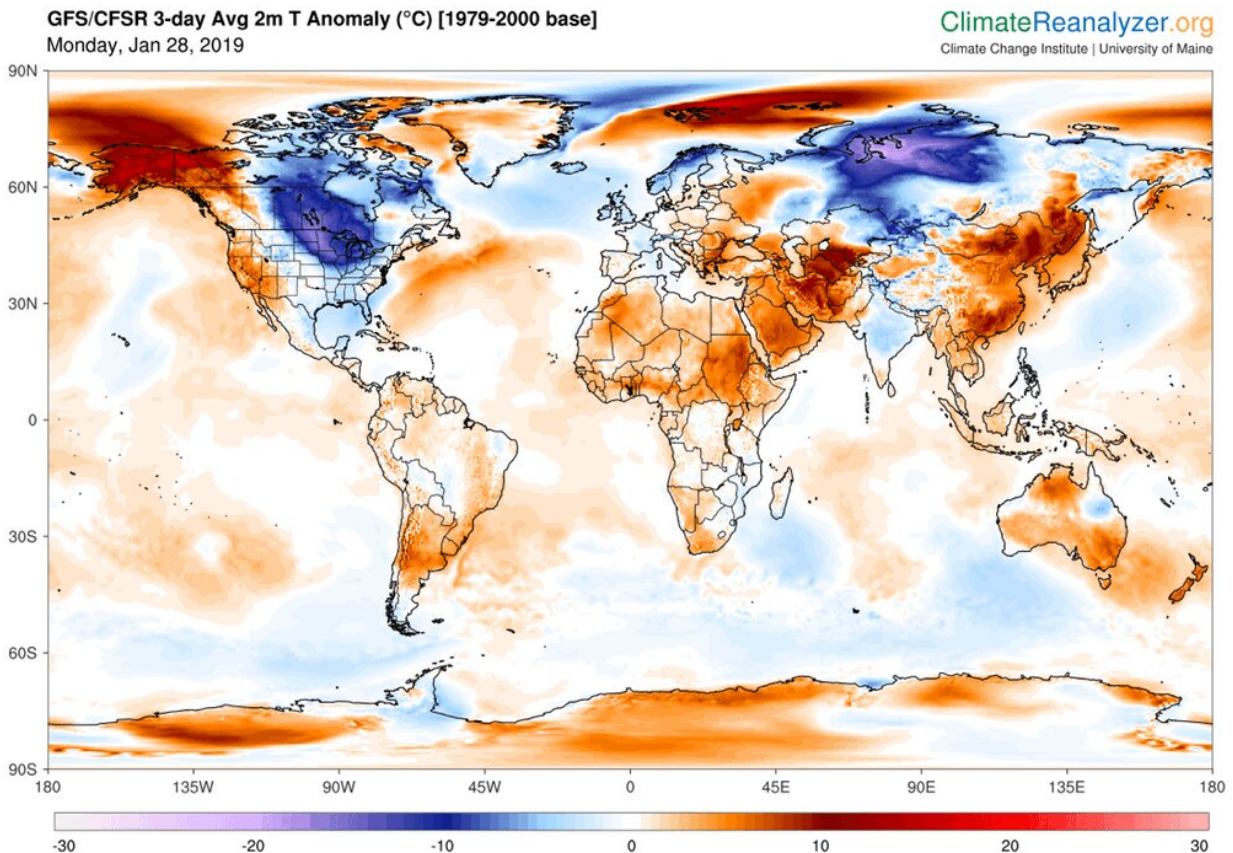 GFS/CFSR 3-day Avg 2m T Anomaly (°C) [1979-2000 base]
Monday, Jan 28, 2019
ClimateReanalyzer.org
Climate Change Institute | University of Maine
90N
60N
30N
0
30S
60S
90S
180 135W 90W 45W 0 45E 90E 135E 180
-30 -20 -10 0 10 20 30